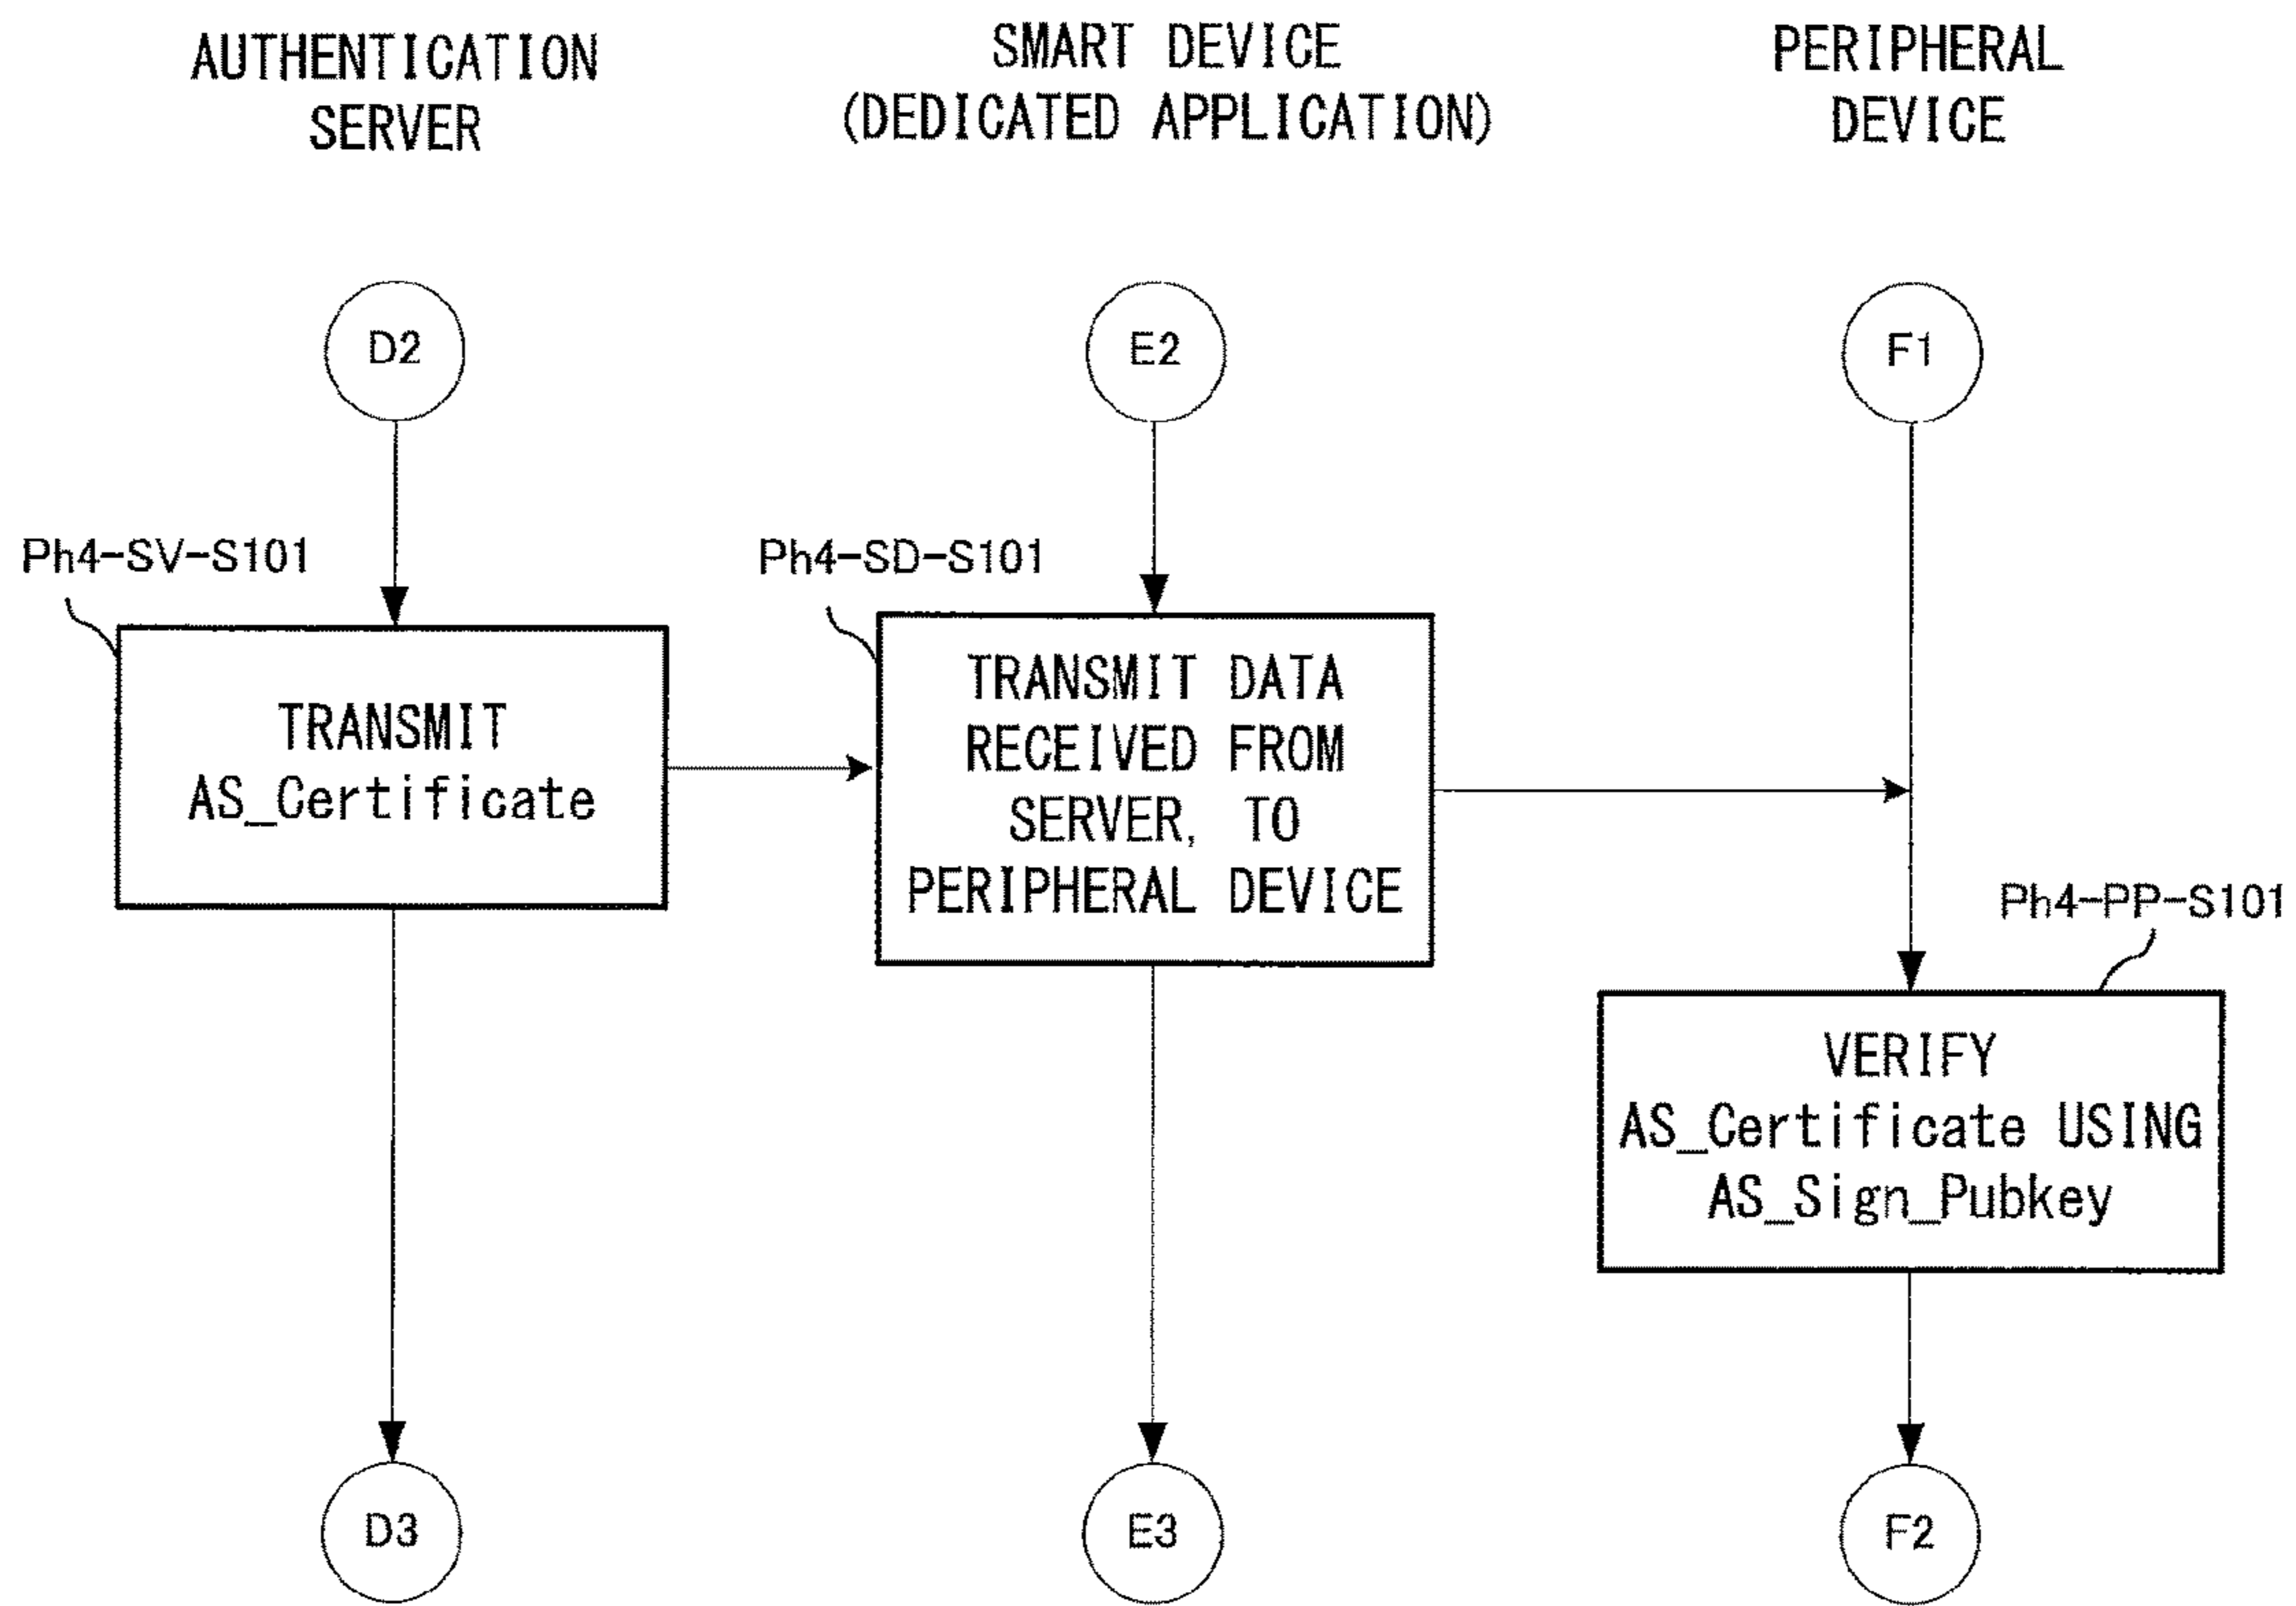 AUTHENTICATION
SERVER
SMART DEVICE
(DEDICATED APPLICATION)
PERIPHERAL
DEVICE
D2
E2
F1
Ph4-SV-S101
Ph4-SD-S101
TRANSMIT
AS_Certificate
TRANSMIT DATA
RECEIVED FROM
SERVER, TO
PERIPHERAL DEVICE
Ph4-PP-S101
VERIFY
AS_Certificate USING
AS_Sign_Pubkey
D3
E3
F2